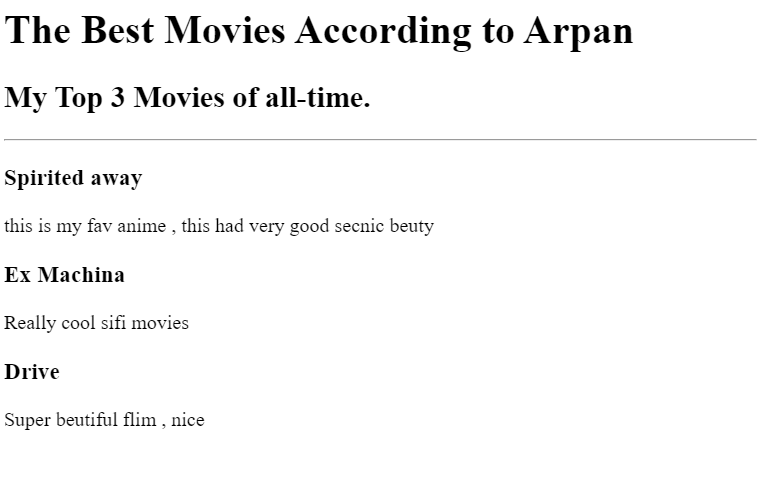 The Best Movies According to Arpan
My Top 3 Movies of all-time.
Spirited away
this is my fav anime , this had very good secnic beuty
Ex Machina
Really cool sifi movies
Drive
Super beutiful flim , nice